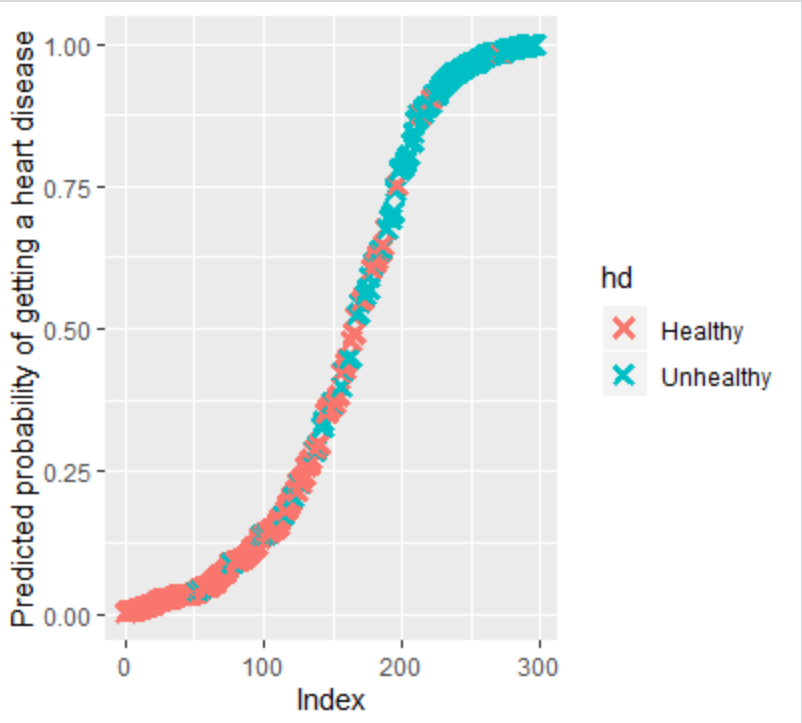 Predicted probability of getting a heart disease
1.00
0.75
0.50
0.25
0.00
0 100 200 300
Index
hd
Healthy
Unhealthy